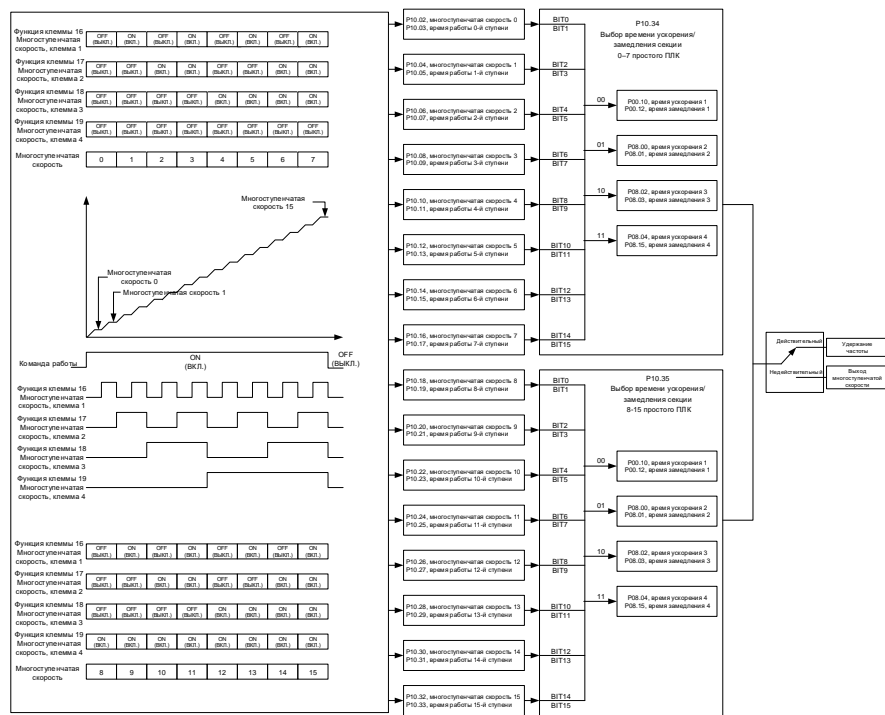 Функция клеммы 16
Многоступенчатая
скорость, клемма 1
OFF (ВЫКЛ.) ON (ВКЛ.) OFF (ВЫКЛ.) ON (ВКЛ.) OFF (ВЫКЛ.) ON (ВКЛ.) OFF (ВЫКЛ.) ON (ВКЛ.)
Функция клеммы 17
Многоступенчатая
скорость, клемма 2
OFF (ВЫКЛ.) OFF (ВЫКЛ.) ON (ВКЛ.) ON (ВКЛ.) OFF (ВЫКЛ.) OFF (ВЫКЛ.) ON (ВКЛ.) ON (ВКЛ.)
Функция клеммы 18
Многоступенчатая
скорость, клемма 3
OFF (ВЫКЛ.) OFF (ВЫКЛ.) OFF (ВЫКЛ.) OFF (ВЫКЛ.) ON (ВКЛ.) ON (ВКЛ.) ON (ВКЛ.) ON (ВКЛ.)
Функция клеммы 19
Многоступенчатая
скорость, клемма 4
OFF (ВЫКЛ.) OFF (ВЫКЛ.) OFF (ВЫКЛ.) OFF (ВЫКЛ.) OFF (ВЫКЛ.) OFF (ВЫКЛ.) OFF (ВЫКЛ.) OFF (ВЫКЛ.)
Многоступенчатая
скорость
0 1 2 3 4 5 6 7
Многоступенчатая
скорость 15
Многоступенчатая
скорость 0
Многоступенчатая скорость 1
Команда работы
ON
(ВКЛ.)
OFF
(ВЫКЛ.)
Функция клеммы 16
Многоступенчатая
скорость, клемма 1
Функция клеммы 17
Многоступенчатая
скорость, клемма 2
Функция клеммы 18
Многоступенчатая
скорость, клемма 3
Функция клеммы 19
Многоступенчатая
скорость, клемма 4
Функция клеммы 16
Многоступенчатая
скорость, клемма 1
OFF (ВЫКЛ.) ON (ВКЛ.) OFF (ВЫКЛ.) ON (ВКЛ.) OFF (ВЫКЛ.) ON (ВКЛ.) OFF (ВЫКЛ.) ON (ВКЛ.)
Функция клеммы 17
Многоступенчатая
скорость, клемма 2
OFF (ВЫКЛ.) OFF (ВЫКЛ.) ON (ВКЛ.) ON (ВКЛ.) OFF (ВЫКЛ.) OFF (ВЫКЛ.) ON (ВКЛ.) ON (ВКЛ.)
Функция клеммы 18
Многоступенчатая
скорость, клемма 3
OFF (ВЫКЛ.) OFF (ВЫКЛ.) OFF (ВЫКЛ.) OFF (ВЫКЛ.) ON (ВКЛ.) ON (ВКЛ.) ON (ВКЛ.) ON (ВКЛ.)
Функция клеммы 19
Многоступенчатая
скорость, клемма 4
ON (ВКЛ.) ON (ВКЛ.) ON (ВКЛ.) ON (ВКЛ.) ON (ВКЛ.) ON (ВКЛ.) ON (ВКЛ.) ON (ВКЛ.)
Многоступенчатая
скорость
8 9 10 11 12 13 14 15
P10.02, многоступенчатая скорость 0
P10.03, время работы 0-й ступени
P10.04, многоступенчатая скорость 1
P10.05, время работы 1-й ступени
P10.06, многоступенчатая скорость 2
P10.07, время работы 2-й ступени
P10.08, многоступенчатая скорость 3
P10.09, время работы 3-й ступени
P10.10, многоступенчатая скорость 4
P10.11, время работы 4-й ступени
P10.12, многоступенчатая скорость 5
P10.13, время работы 5-й ступени
P10.14, многоступенчатая скорость 6
P10.15, время работы 6-й ступени
P10.16, многоступенчатая скорость 7
P10.17, время работы 7-й ступени
P10.18, многоступенчатая скорость 8
P10.19, время работы 8-й ступени
P10.20, многоступенчатая скорость 9
P10.21, время работы 9-й ступени
P10.22, многоступенчатая скорость 10
P10.23, время работы 10-й ступени
P10.24, многоступенчатая скорость 11
P10.25, время работы 11-й ступени
P10.26, многоступенчатая скорость 12
P10.27, время работы 12-й ступени
P10.28, многоступенчатая скорость 13
P10.29, время работы 13-й ступени
P10.30, многоступенчатая скорость 14
P10.31, время работы 14-й ступени
P10.32, многоступенчатая скорость 15
P10.33, время работы 15-й ступени
BIT0
BIT1
BIT2
BIT3
BIT4
BIT5
BIT6
BIT7
BIT8
BIT9
BIT10
BIT11
BIT12
BIT13
BIT14
BIT15
P10.34
Выбор времени ускорения/
замедления секции
0–7 простого ПЛК
00
P00.10, время ускорения 1
P00.12, время замедления 1
01
P08.00, время ускорения 2
P08.01, время замедления 2
10
P08.02, время ускорения 3
P08.03, время замедления 3
11
P08.04, время ускорения 4
P08.15, время замедления 4
BIT0
BIT1
BIT2
BIT3
BIT4
BIT5
BIT6
BIT7
BIT8
BIT9
BIT10
BIT11
BIT12
BIT13
BIT14
BIT15
P10.35
Выбор времени ускорения/
замедления секции
8-15 простого ПЛК
00
P00.10, время ускорения 1
P00.12, время замедления 1
01
P08.00, время ускорения 2
P08.01, время замедления 2
10
P08.02, время ускорения 3
P08.03, время замедления 3
11
P08.04, время ускорения 4
P08.15, время замедления 4
Действительный
Недействительный
Удержание
частоты
Выход
многоступенчатой
скорости